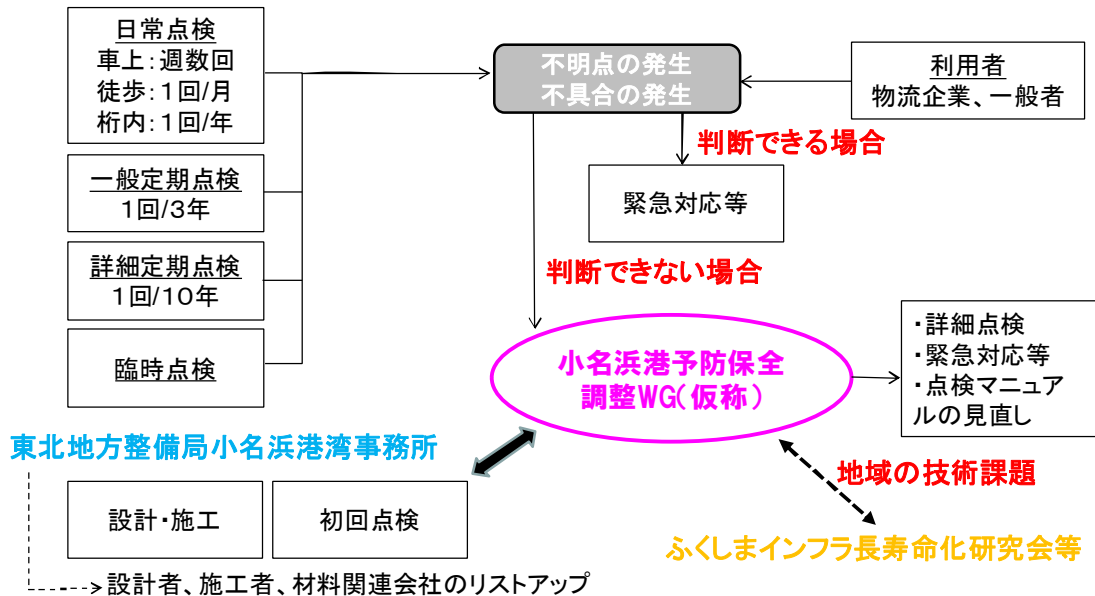 日常点検
車上：週数回
徒歩：１回/月
桁内：１回/年
一般定期点検
１回/３年
詳細定期点検
１回/１０年
臨時点検
不明点の発生
不具合の発生
利用者
物流企業、一般者
判断できる場合
緊急対応等
判断できない場合
小名浜港予防保全
調整WG（仮称）
・詳細点検
・緊急対応等
・点検マニュア
ルの見直し
東北地方整備局小名浜港湾事務所
設計・施工
初回点検
設計者、施工者、材料関連会社のリストアップ
地域の技術課題
ふくしまインフラ長寿命化研究会等